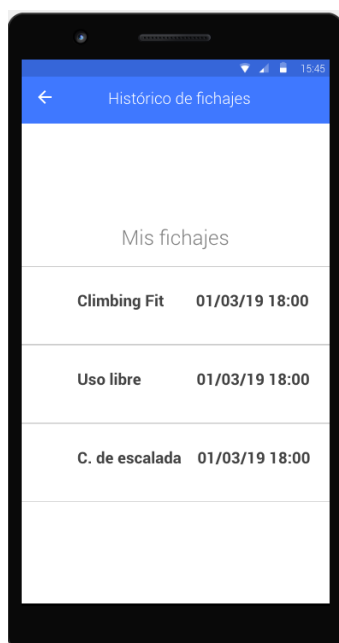 15:45
Histórico de fichajes
Mis fichajes
Climbing Fit 01/03/19 18:00
Uso libre 01/03/19 18:00
C. de escalada 01/03/19 18:00